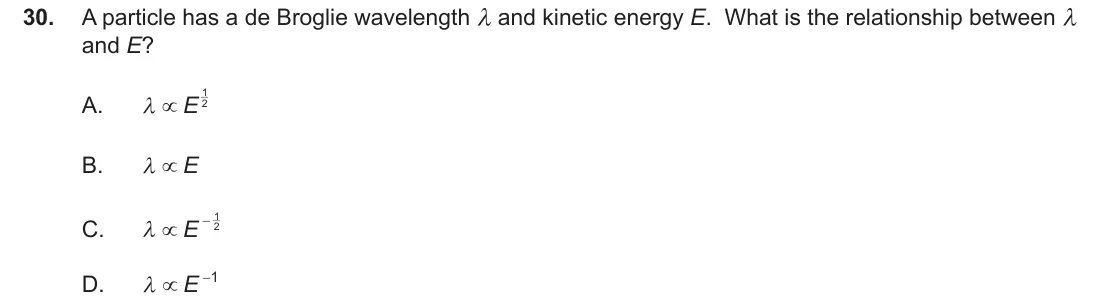 30. A particle has a de Broglie wavelength λ and kinetic energy E. What is the relationship between λ
and E?
A. λ ∝ E^{1/2}
B. λ ∝ E
C. λ ∝ E^{-1/2}
D. λ ∝ E^{-1}